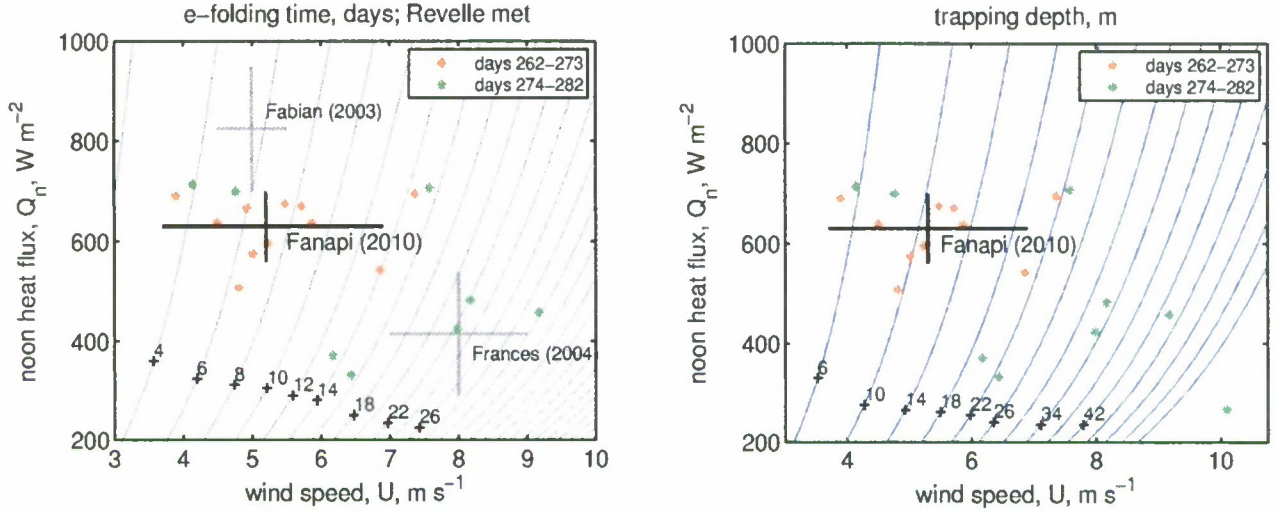 e-folding time, days; Revelle met
1000
800
600
400
200
noon heat flux, Qn, W m−2
days 262-273
days 274-282
Fabian (2003)
Fanapi (2010)
Frances (2004
4
6
8
10
12
14
18
22
26
3 4 5 6 7 8 9 10
wind speed, U, m s−1
trapping depth, m
1000
800
600
400
200
noon heat flux, Qn, W m−2
days 262-273
days 274-282
Fanapi (2010)
6
10
14
18
22
26
34
42
4 6 8 10
wind speed, U, m s−1